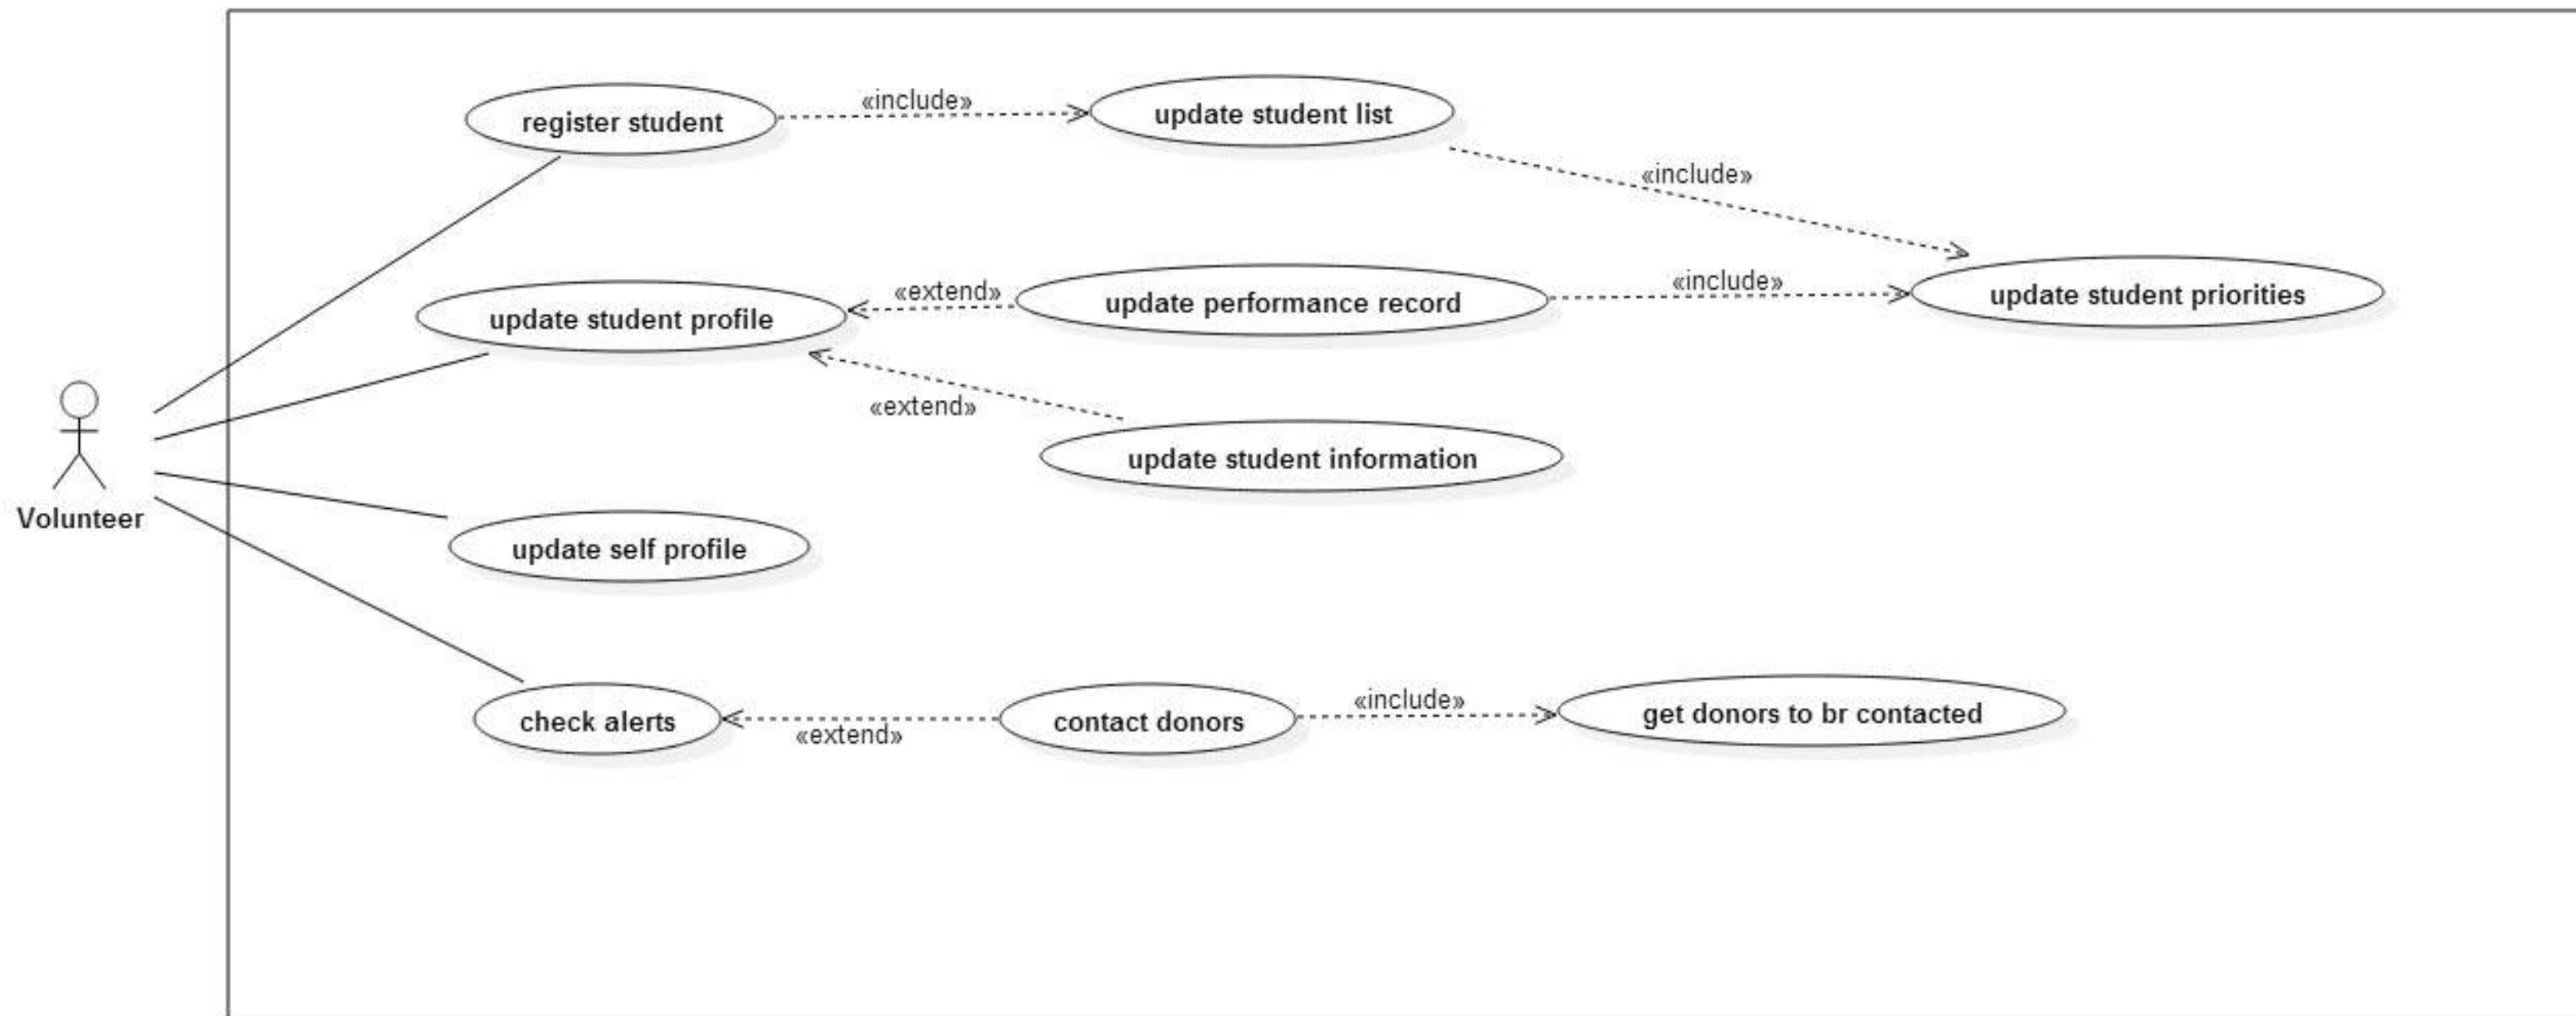 «include»
register student
update student list
«include»
«extend»
«include»
update student profile
update performance record
update student priorities
«extend»
update student information
Volunteer
update self profile
«include»
check alerts
contact donors
get donors to br contacted
«extend»